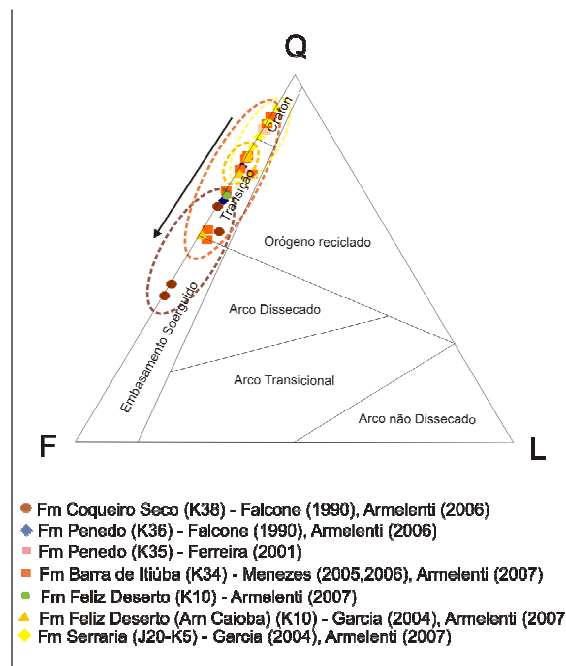 Q
Craton
Transição
Orógeno reciclado
Arco Dissecado
Embasamento Soerguido
Arco Transicional
Arco não Dissecado
F
L
Fm Coqueiro Seco (K38) - Falcone (1990), Armelenti (2006)
Fm Penedo (K36) - Falcone (1990), Armelenti (2006)
Fm Penedo (K35) - Ferreira (2001)
Fm Barra de Itiúba (K34) - Menezes (2005,2006), Armelenti (2007)
Fm Feliz Deserto (K10) - Armelenti (2007)
Fm Feliz Deserto (Arn Caioba) (K10) - Garcia (2004), Armelenti (2007
Fm Serraria (J20-K5) - Garcia (2004), Armelenti (2007)